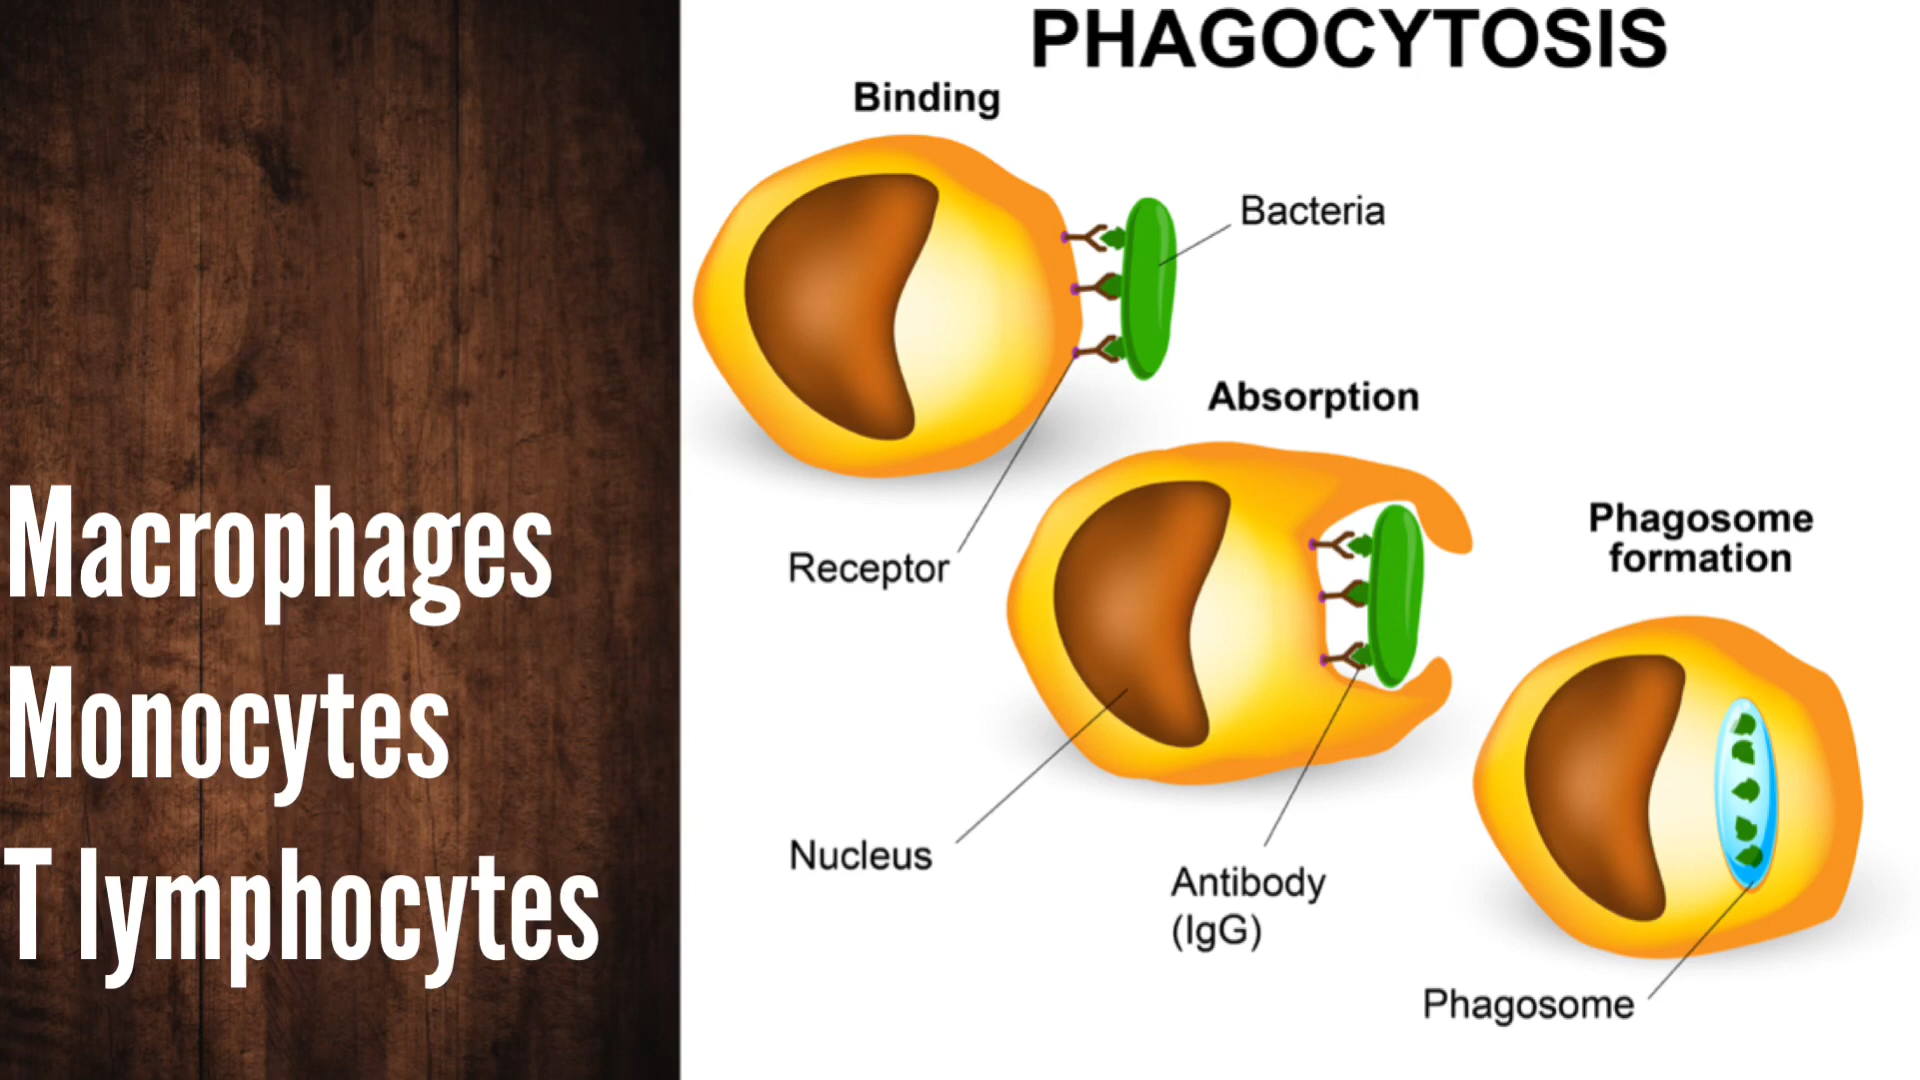 Macrophages
Monocytes
T lymphocytes
PHAGOCYTOSIS
Binding
Bacteria
Absorption
Receptor
Phagosome
formation
Nucleus
Antibody
(IgG)
Phagosome